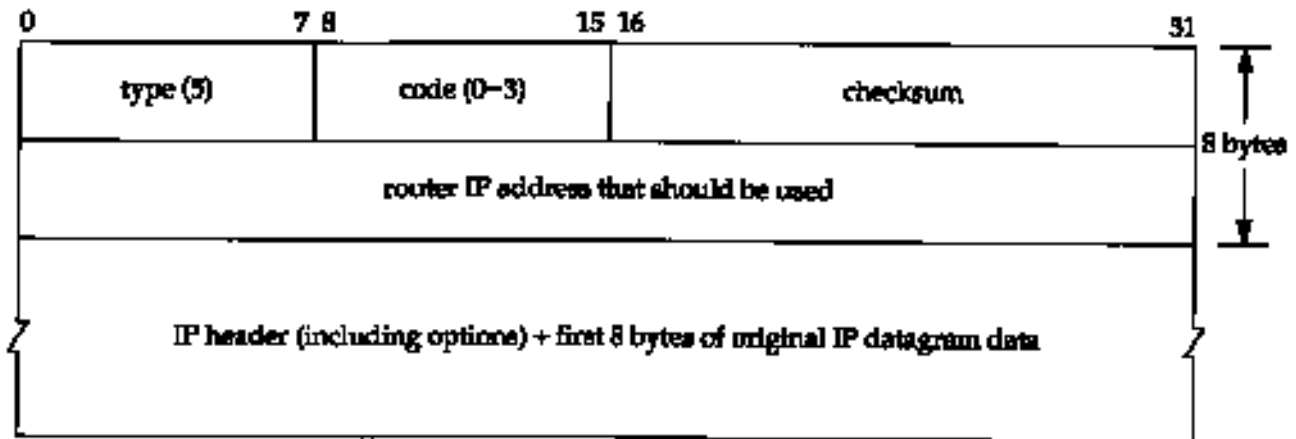 0 7 8 15 16 31
type (5) code (0–3) checksum
8 bytes
router IP address that should be used
IP header (including options) + first 8 bytes of original IP datagram data